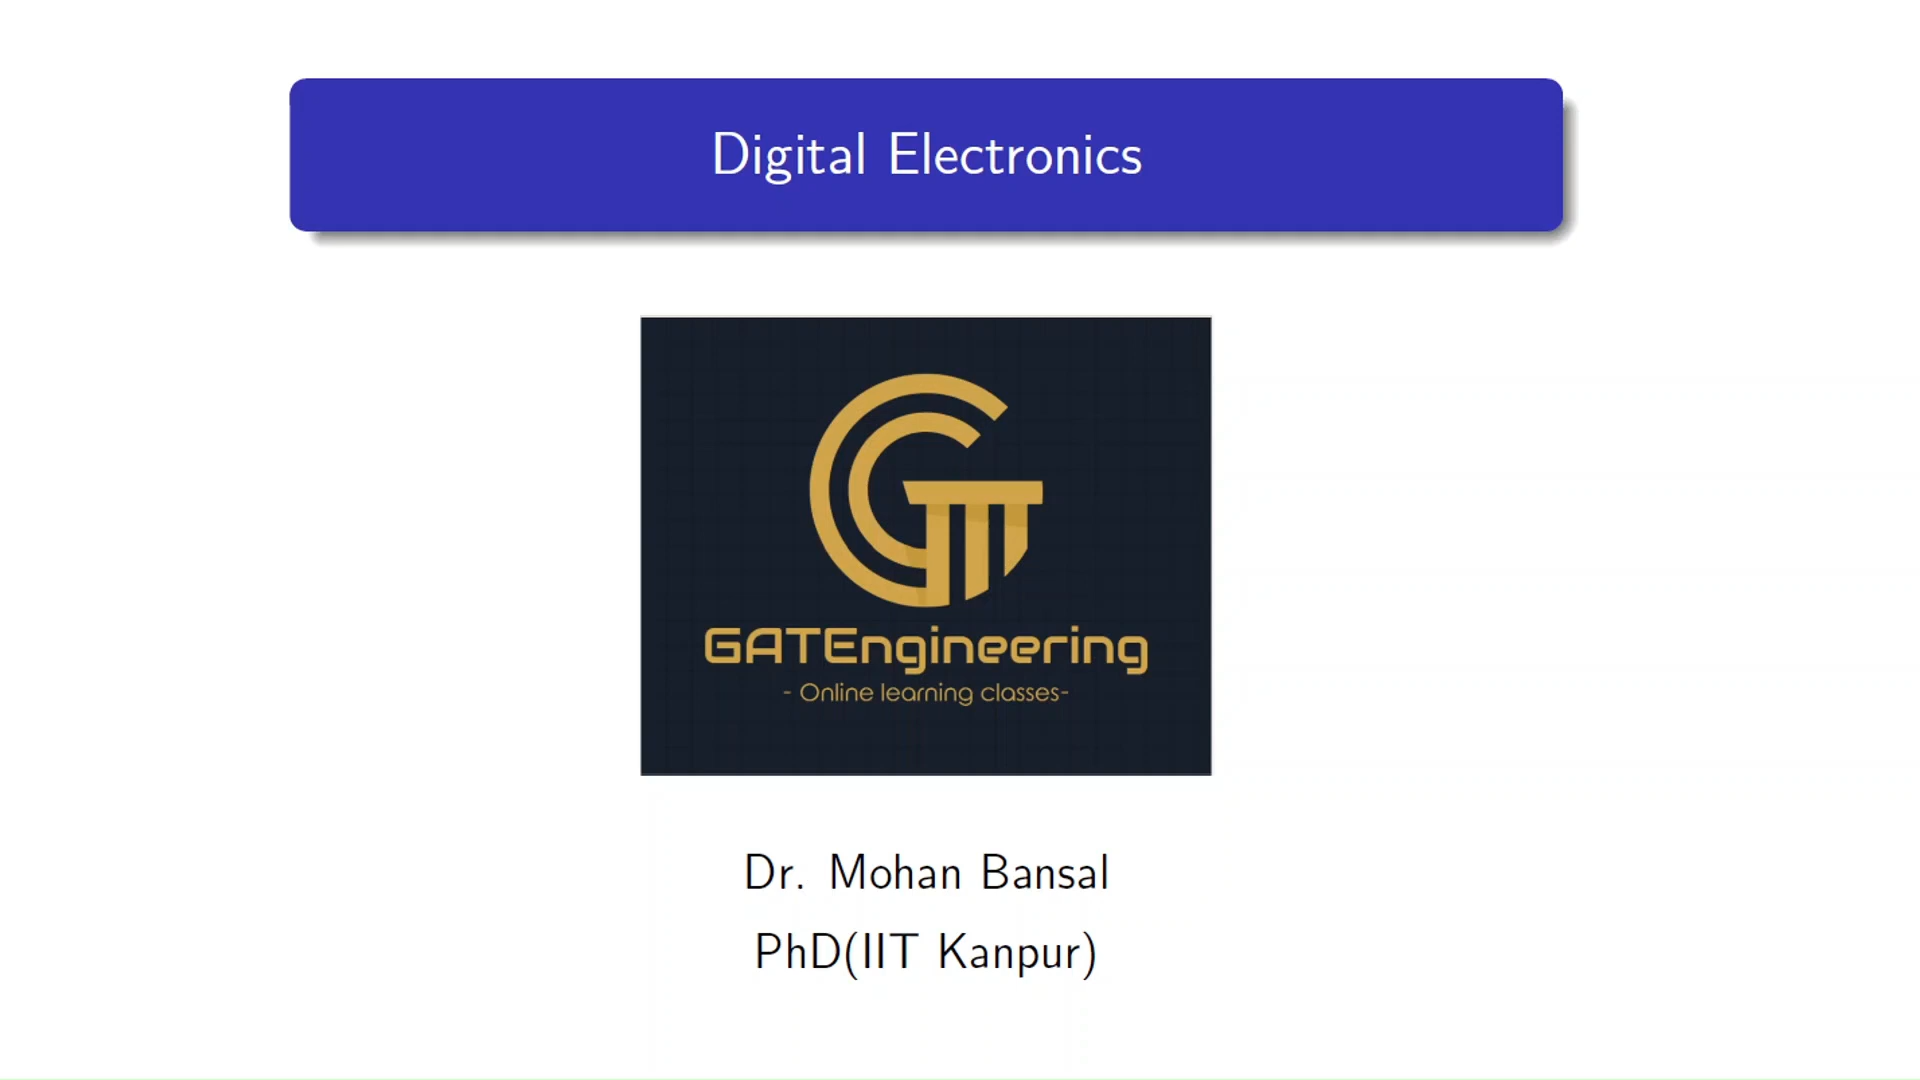 Digital Electronics
GATEngineering
- Online learning classes-
Dr. Mohan Bansal
PhD(IIT Kanpur)